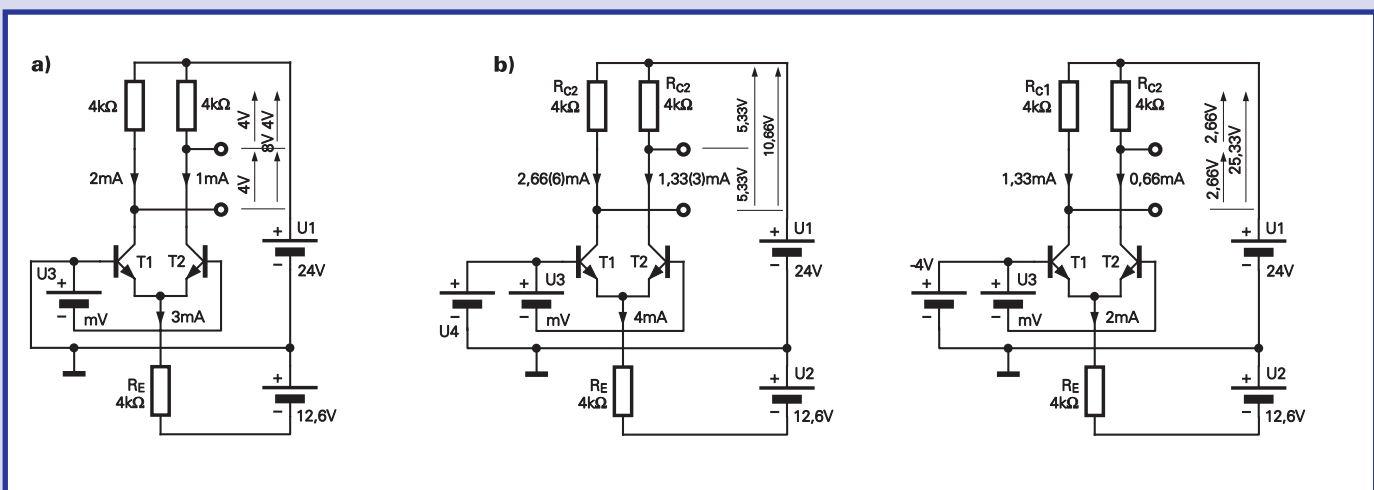 a)
4kΩ
4kΩ
4V
8V
4V
4V
2mA
1mA
+
U1
−
24V
T1
T2
U3
+
−
mV
3mA
RE
4kΩ
+
U2
−
12,6V
b)
RC2
4kΩ
RC2
4kΩ
5,33V
10,66V
5,33V
2,66(6)mA
1,33(3)mA
+
U1
−
24V
T1
T2
+
−
U4
U3
+
−
mV
4mA
RE
4kΩ
+
U2
−
12,6V
RC1
4kΩ
RC2
4kΩ
2,66V
25,33V
2,66V
1,33mA
0,66mA
+
U1
−
24V
T1
T2
-4V
+
−
U3
+
−
mV
2mA
RE
4kΩ
+
U2
−
12,6V